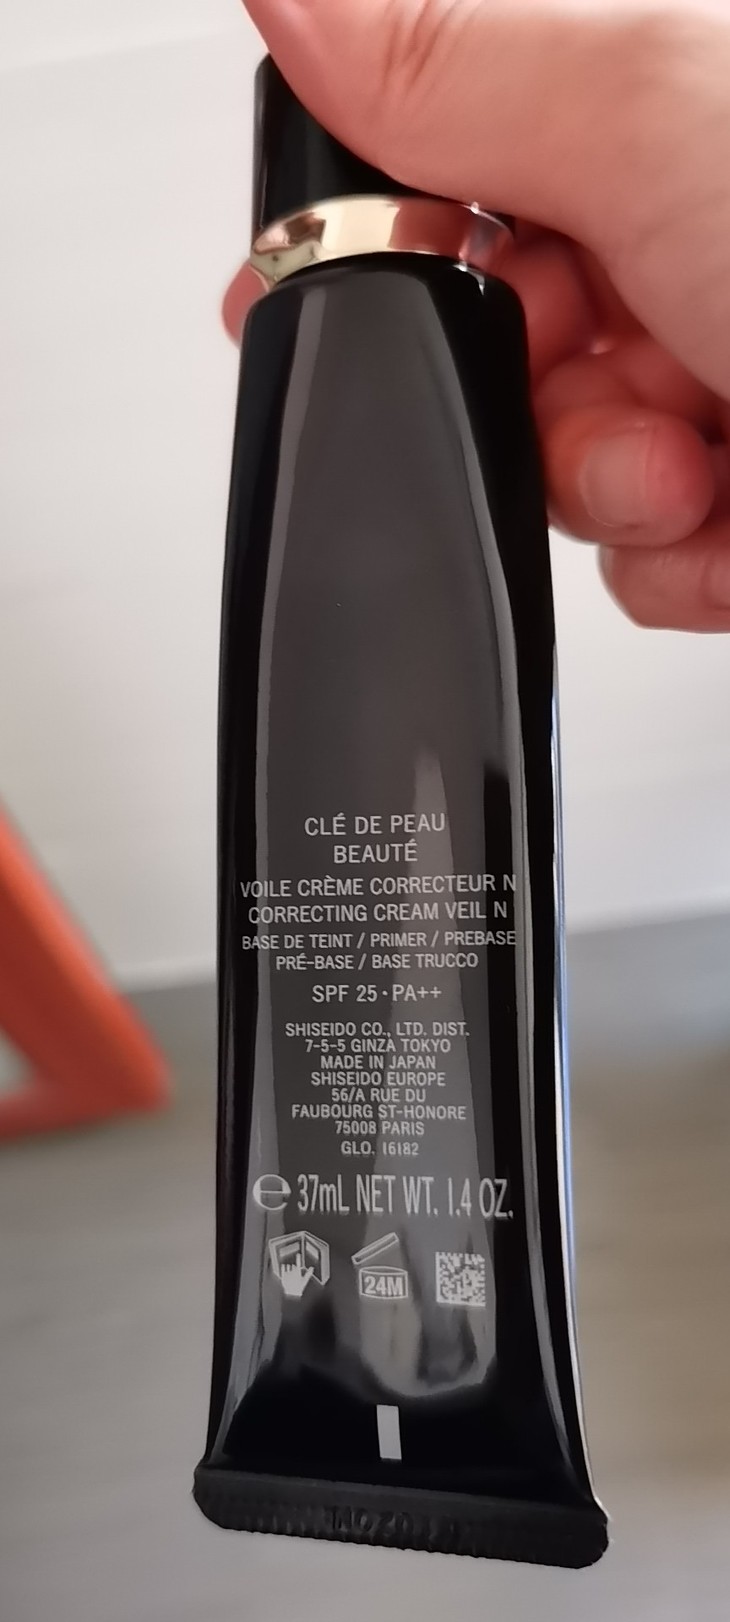 CLÉ DE PEAU
BEAUTÉ
VOILE CRÈME CORRECTEUR N
CORRECTING CREAM VEIL N
BASE DE TEINT / PRIMER / PREBASE
PRÉ-BASE / BASE TRUCCO
SPF 25・PA++
SHISEIDO CO., LTD. DIST.
7-5-5 GINZA TOKYO
MADE IN JAPAN
SHISEIDO EUROPE
56/A RUE DU
FAUBOURG ST-HONORE
75008 PARIS
GLO. 16182
℮ 37mL NET WT. 1.4 OZ.
24M